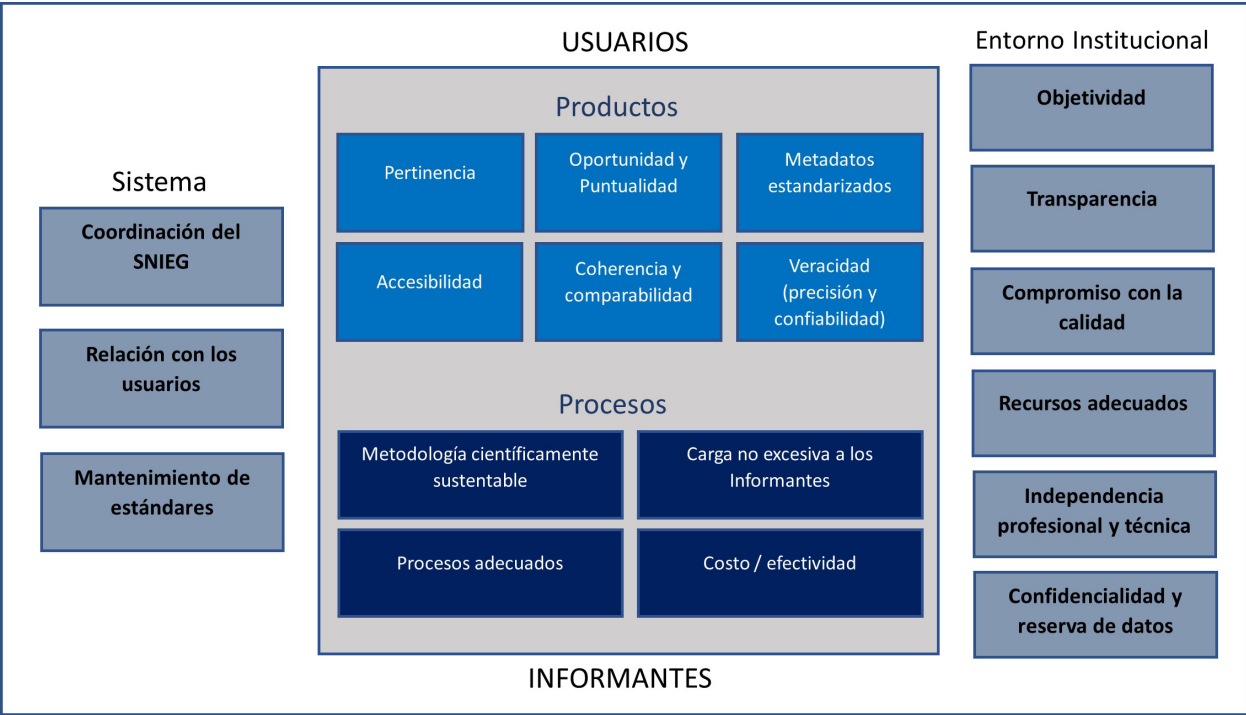 Sistema
Coordinación del
SNIEG
Relación con los
usuarios
Mantenimiento de
estándares
USUARIOS
Productos
Pertinencia
Oportunidad y
Puntualidad
Metadatos
estandarizados
Accesibilidad
Coherencia y
comparabilidad
Veracidad
(precisión y
confiabilidad)
Procesos
Metodología científicamente
sustentable
Carga no excesiva a los
Informantes
Procesos adecuados
Costo / efectividad
INFORMANTES
Entorno Institucional
Objetividad
Transparencia
Compromiso con la
calidad
Recursos adecuados
Independencia
profesional y técnica
Confidencialidad y
reserva de datos